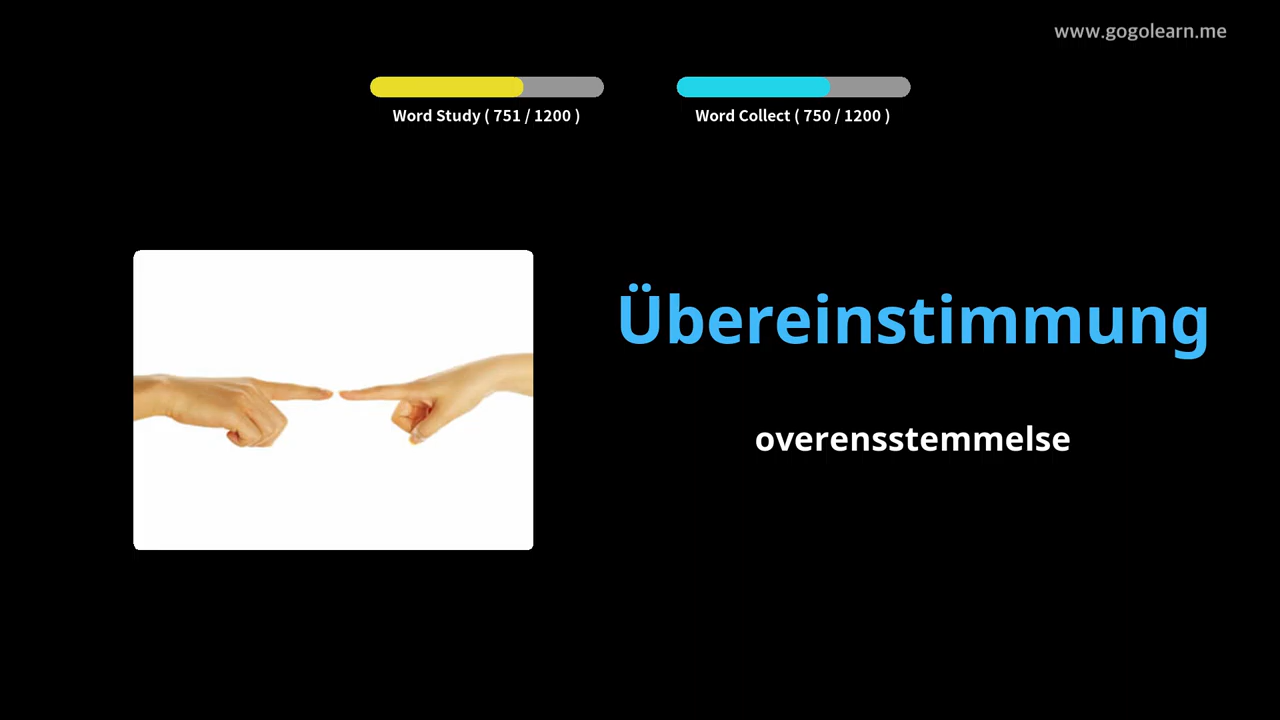 www.gogolearn.me
Word Study ( 751 / 1200 )
Word Collect ( 750 / 1200 )
Übereinstimmung
overensstemmelse